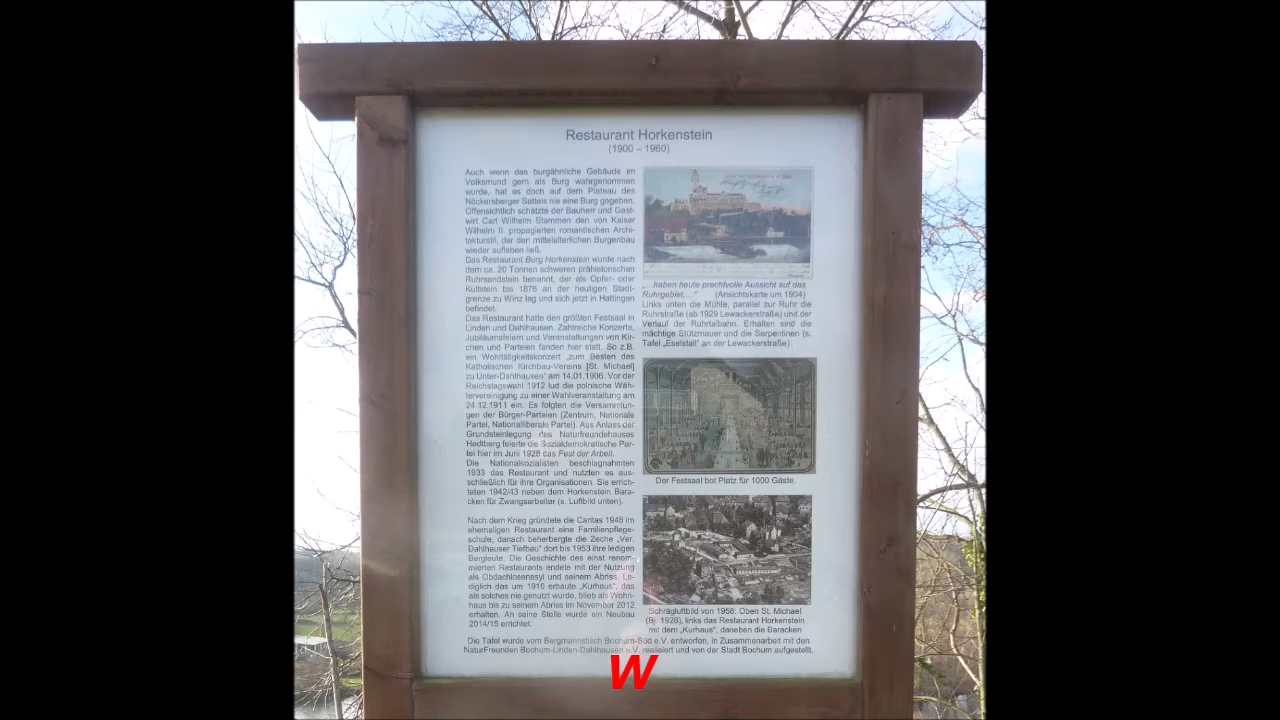 Restaurant Horkenstein
(1900 – 1960)
Auch wenn das burgähnliche Gebäude im
Volksmund gern als Burg wahrgenommen
wurde, hat es doch auf dem Plateau des
Nöckersberger Sattels nie eine Burg gegeben.
Offensichtlich schätzte der Bauherr und Gast-
wirt Carl Wilhelm Stammen den von Kaiser
Wilhelm II. propagierten romantischen Archi-
tekturstil, der den mittelalterlichen Burgenbau
wieder aufleben ließ.
Das Restaurant Burg Horkenstein wurde nach
dem ca. 20 Tonnen schweren prähistorischen
Ruhrsandstein benannt, der als Opfer- oder
Kultstein bis 1876 an der heutigen Stadt-
grenze zu Winz lag und sich jetzt in Hattingen
befindet.
Das Restaurant hatte den größten Festsaal in
Linden und Dahlhausen. Zahlreiche Konzerte,
Jubiläumsfeiern und Veranstaltungen von Kir-
chen und Parteien fanden hier statt. So z.B.
ein Wohltätigkeitskonzert „zum Besten des
Katholischen Kirchbau-Vereins [St. Michael]
zu Unter-Dahlhausen“ am 14.01.1906. Vor der
Reichstagswahl 1912 lud die polnische Wäh-
lervereinigung zu einer Wahlveranstaltung am
24.12.1911 ein. Es folgten die Versammlun-
gen der Bürger-Parteien (Zentrum, Nationale
Partei, Nationalliberale Partei). Aus Anlass der
Grundsteinlegung des Naturfreundehauses
Hedtberg feierte die Sozialdemokratische Par-
tei hier im Juni 1928 das Fest der Arbeit.
Die Nationalsozialisten beschlagnahmten
1933 das Restaurant und nutzten es aus-
schließlich für ihre Organisationen. Sie errich-
teten 1942/43 neben dem Horkenstein Bara-
cken für Zwangsarbeiter (s. Luftbild unten).
Nach dem Krieg gründete die Caritas 1948 im
ehemaligen Restaurant eine Familienpflege-
schule, danach beherbergte die Zeche „Ver.
Dahlhauser Tiefbau“ dort bis 1953 ihre ledigen
Bergleute. Die Geschichte des einst renom-
mierten Restaurants endete mit der Nutzung
als Obdachlosenasyl und seinem Abriss. Le-
diglich das um 1910 erbaute „Kurhaus“, das
als solches nie genutzt wurde, blieb als Wohn-
haus bis zu seinem Abriss im November 2012
erhalten. An seine Stelle wurde ein Neubau
2014/15 errichtet.
„...haben heute prachtvolle Aussicht auf das
Ruhrgebiet....“ (Ansichtskarte um 1904)
Links unten die Mühle, parallel zur Ruhr die
Ruhrstraße (ab 1929 Lewackerstraße) und der
Verlauf der Ruhrtalbahn. Erhalten sind die
mächtige Stützmauer und die Serpentinen (s.
Tafel „Eselstall“ an der Lewackerstraße).
Der Festsaal bot Platz für 1000 Gäste.
Schrägluftbild von 1958: Oben St. Michael
(Bj. 1928), links das Restaurant Horkenstein
mit dem „Kurhaus“, daneben die Baracken
Die Tafel wurde vom Bergmannstisch Bochum-Süd e.V. entworfen, in Zusammenarbeit mit den
NaturFreunden Bochum-Linden-Dahlhausen e.V. realisiert und von der Stadt Bochum aufgestellt.
W